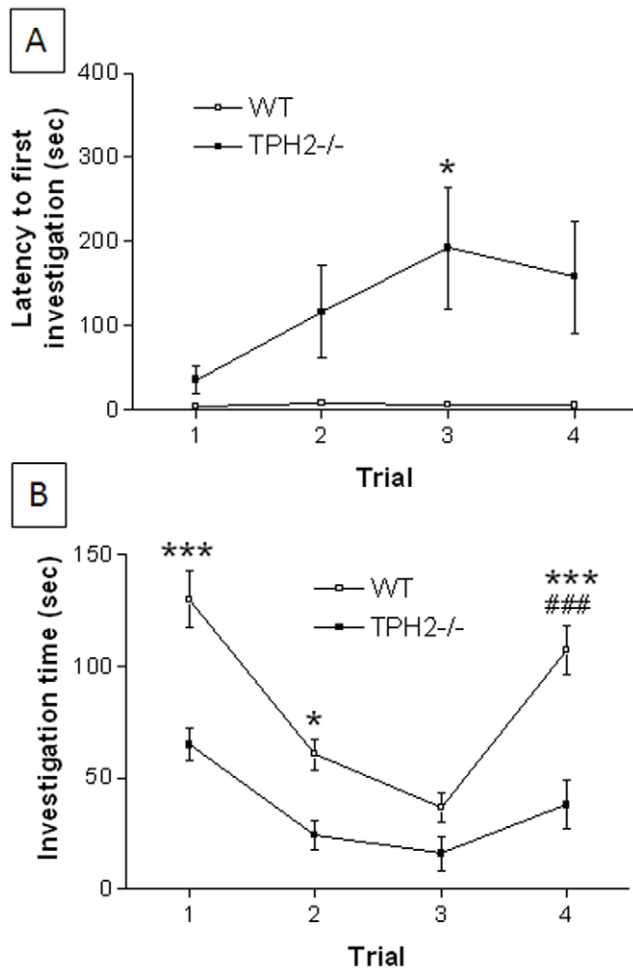 A
Latency to first
investigation (sec)
400
300
200
100
0
WT
TPH2-/-
*
1 2 3 4
Trial
B
Investigation time (sec)
150
100
50
0
***
WT
TPH2-/-
*
***
###
1 2 3 4
Trial